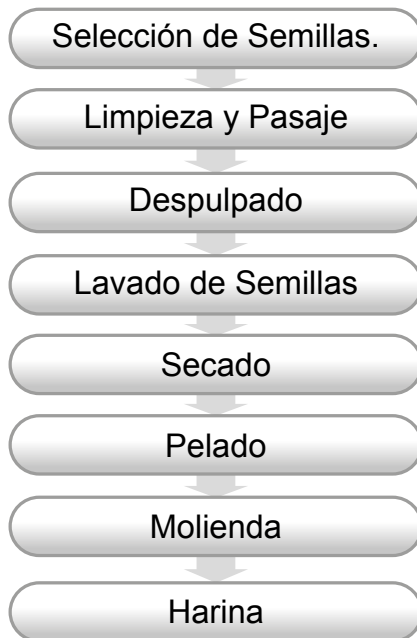 Selección de Semillas.
Limpieza y Pasaje
Despulpado
Lavado de Semillas
Secado
Pelado
Molienda
Harina